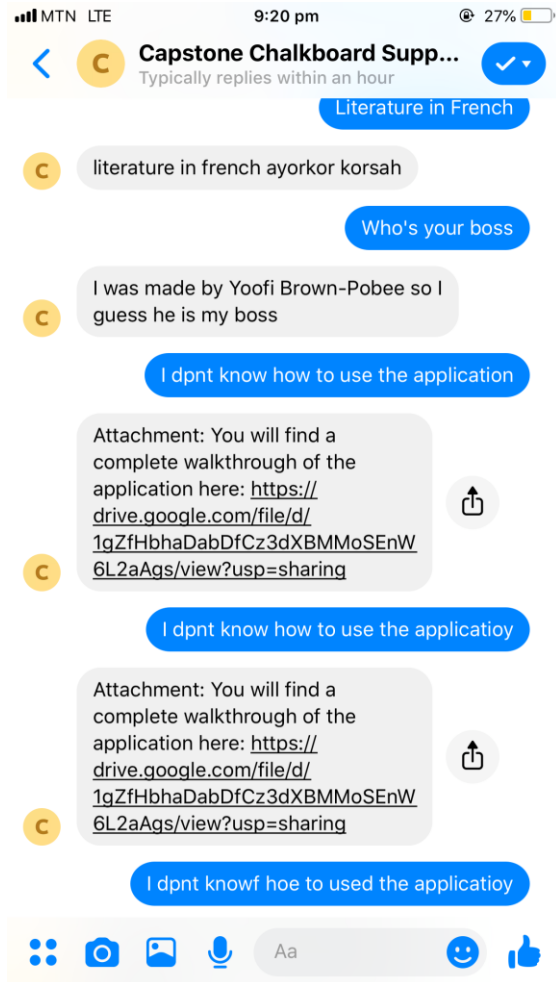 MTN LTE 9:20 pm 27%
C Capstone Chalkboard Supp...
Typically replies within an hour
Literature in French
literature in french ayorkor korsah
C
Who's your boss
I was made by Yoofi Brown-Pobee so I
guess he is my boss
C
I dpnt know how to use the application
Attachment: You will find a
complete walkthrough of the
application here: https://
drive.google.com/file/d/
1gZfHbhaDabDfCz3dXBMMoSEnW
6L2aAgs/view?usp=sharing
C
I dpnt know how to use the applicatioy
Attachment: You will find a
complete walkthrough of the
application here: https://
drive.google.com/file/d/
1gZfHbhaDabDfCz3dXBMMoSEnW
6L2aAgs/view?usp=sharing
C
I dpnt knowf hoe to used the applicatioy
Aa